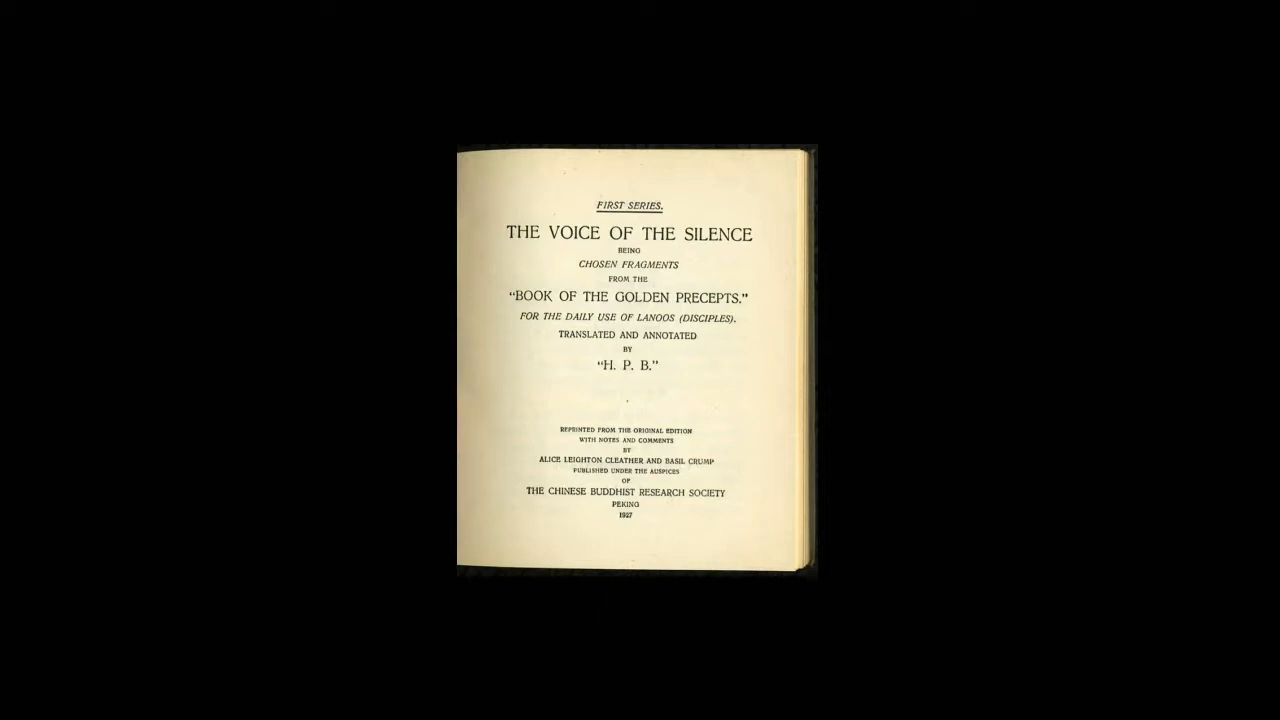 FIRST SERIES.
THE VOICE OF THE SILENCE
BEING
CHOSEN FRAGMENTS
FROM THE
“BOOK OF THE GOLDEN PRECEPTS.”
FOR THE DAILY USE OF LANOOS (DISCIPLES).
TRANSLATED AND ANNOTATED
BY
“H. P. B.”
REPRINTED FROM THE ORIGINAL EDITION
WITH NOTES AND COMMENTS
BY
ALICE LEIGHTON CLEATHER AND BASIL CRUMP
PUBLISHED UNDER THE AUSPICES
OF
THE CHINESE BUDDHIST RESEARCH SOCIETY
PEKING
1927